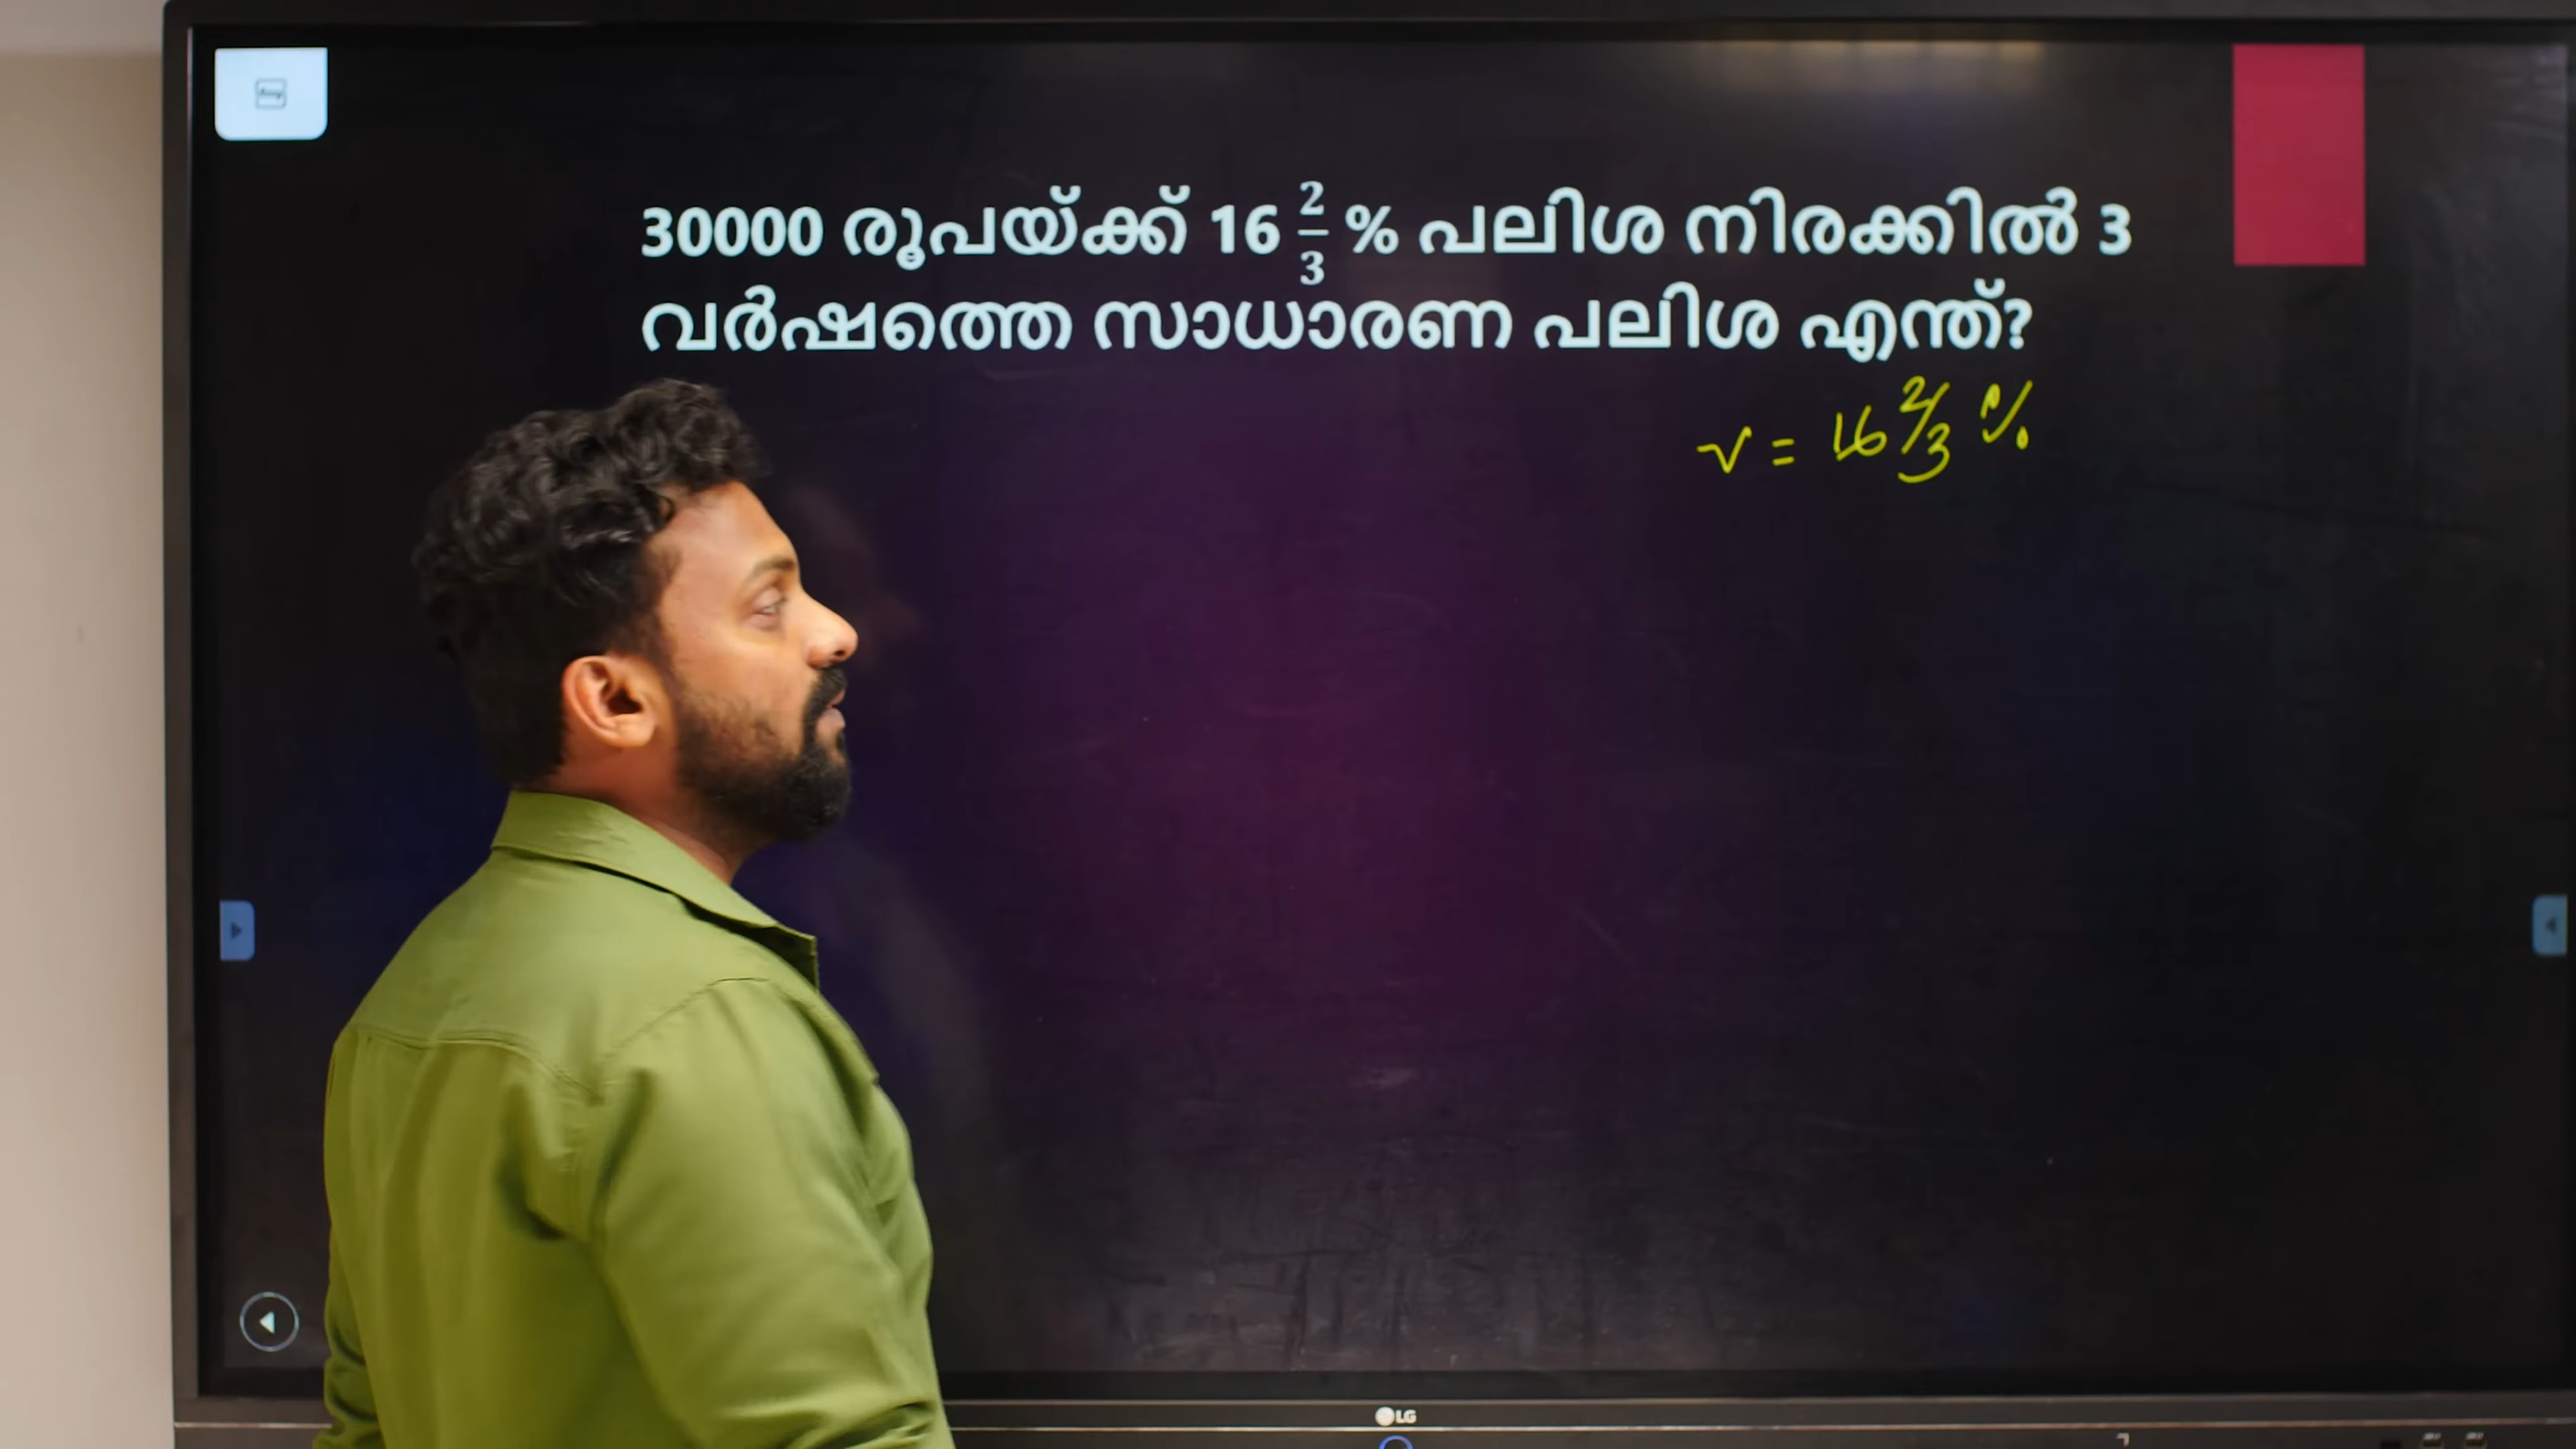 30000 രൂപയ്ക്ക് 16 2/3 % പലിശ നിരക്കിൽ 3
വർഷത്തെ സാധാരണ പലിശ എന്ത്?
r = 16 2/3 %
LG